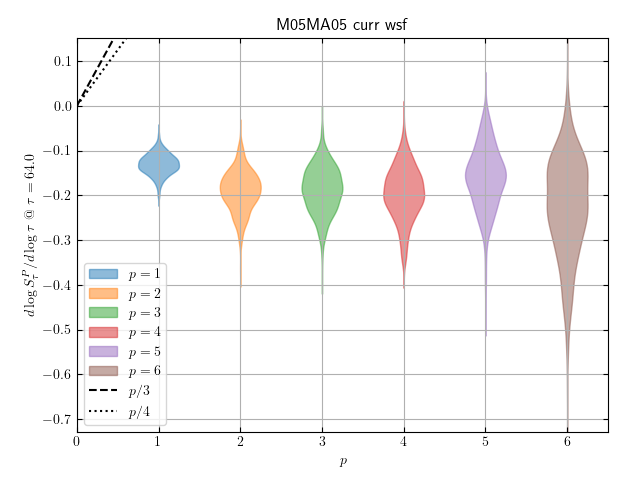 M05MA05 curr wsf
d log S_τ^P / d log τ @ τ = 64.0
0.1
0.0
−0.1
−0.2
−0.3
−0.4
−0.5
−0.6
−0.7
p = 1
p = 2
p = 3
p = 4
p = 5
p = 6
p/3
p/4
0 1 2 3 4 5 6
p